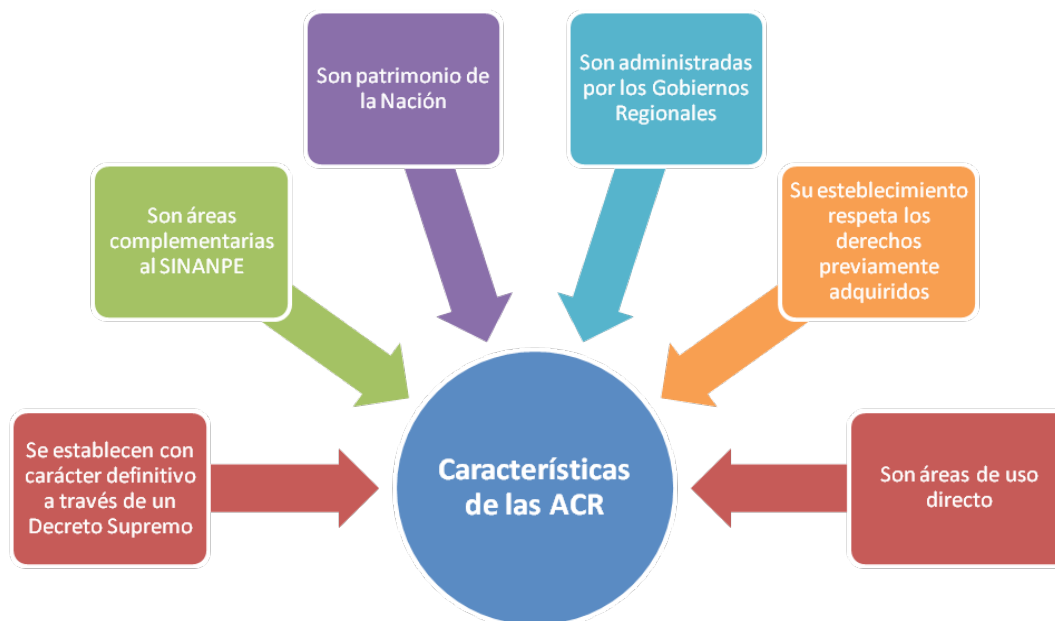 Son patrimonio de
la Nación
Son administradas
por los Gobiernos
Regionales
Son áreas
complementarias
al SINANPE
Su esteblecimiento
respeta los
derechos
previamente
adquiridos
Se establecen con
carácter definitivo
a través de un
Decreto Supremo
Características
de las ACR
Son áreas de uso
directo